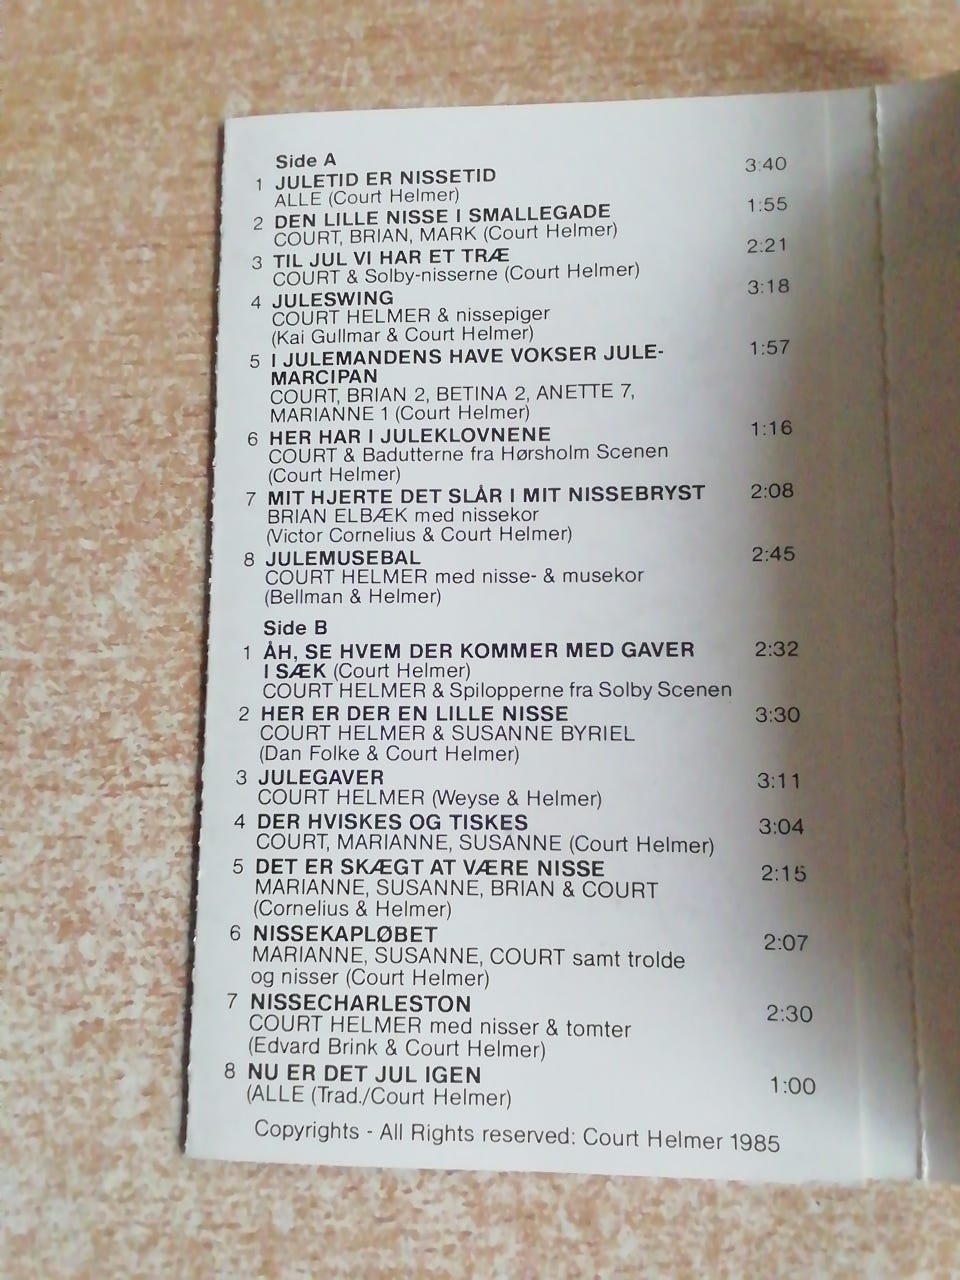 Side A
1 JULETID ER NISSETID 3:40
ALLE (Court Helmer)
2 DEN LILLE NISSE I SMALLEGADE 1:55
COURT, BRIAN, MARK (Court Helmer)
3 TIL JUL VI HAR ET TRÆ 2:21
COURT & Solby-nisserne (Court Helmer)
4 JULESWING 3:18
COURT HELMER & nissepiger
(Kai Gullmar & Court Helmer)
5 I JULEMANDENS HAVE VOKSER JULE- 1:57
MARCIPAN
COURT, BRIAN 2, BETINA 2, ANETTE 7,
MARIANNE 1 (Court Helmer)
6 HER HAR I JULEKLOVNENE 1:16
COURT & Badutterne fra Hørsholm Scenen
(Court Helmer)
7 MIT HJERTE DET SLÅR I MIT NISSEBRYST 2:08
BRIAN ELBÆK med nissekor
(Victor Cornelius & Court Helmer)
8 JULEMUSEBAL 2:45
COURT HELMER med nisse- & musekor
(Bellman & Helmer)
Side B
1 ÅH, SE HVEM DER KOMMER MED GAVER 2:32
I SÆK (Court Helmer)
COURT HELMER & Spilopperne fra Solby Scenen
2 HER ER DER EN LILLE NISSE 3:30
COURT HELMER & SUSANNE BYRIEL
(Dan Folke & Court Helmer)
3 JULEGAVER 3:11
COURT HELMER (Weyse & Helmer)
4 DER HVISKES OG TISKES 3:04
COURT, MARIANNE, SUSANNE (Court Helmer)
5 DET ER SKÆGT AT VÆRE NISSE 2:15
MARIANNE, SUSANNE, BRIAN & COURT
(Cornelius & Helmer)
6 NISSEKAPLØBET 2:07
MARIANNE, SUSANNE, COURT samt trolde
og nisser (Court Helmer)
7 NISSECHARLESTON 2:30
COURT HELMER med nisser & tomter
(Edvard Brink & Court Helmer)
8 NU ER DET JUL IGEN 1:00
(ALLE (Trad./Court Helmer)
Copyrights - All Rights reserved: Court Helmer 1985